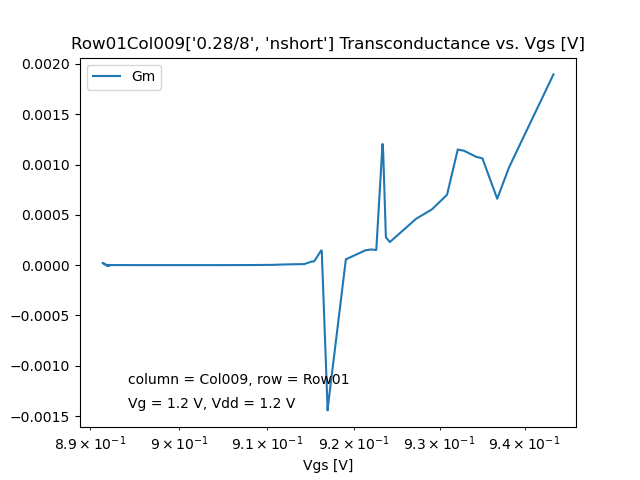 Row01Col009['0.28/8', 'nshort'] Transconductance vs. Vgs [V]
Gm
0.0020
0.0015
0.0010
0.0005
0.0000
−0.0005
−0.0010
−0.0015
column = Col009, row = Row01
Vg = 1.2 V, Vdd = 1.2 V
8.9 × 10⁻¹ 9 × 10⁻¹ 9.1 × 10⁻¹ 9.2 × 10⁻¹ 9.3 × 10⁻¹ 9.4 × 10⁻¹
Vgs [V]